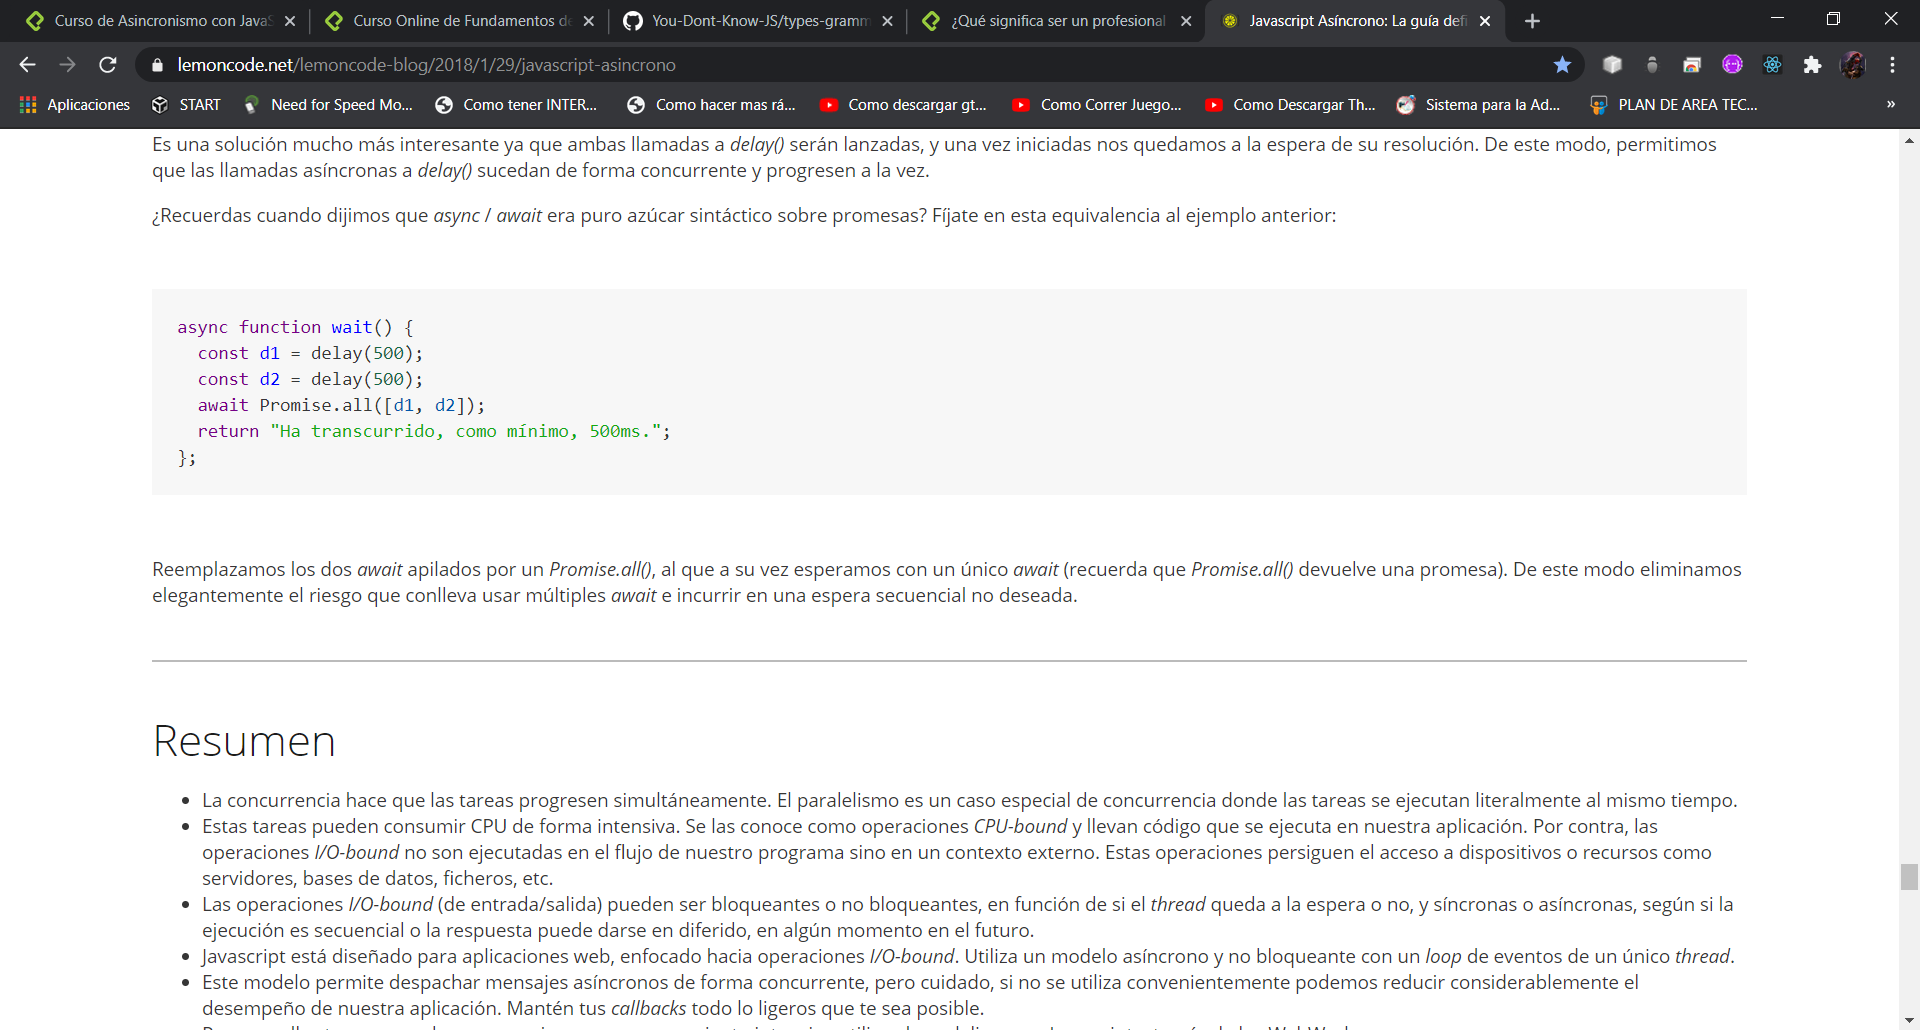 Curso de Asincronismo con JavaS
Curso Online de Fundamentos de
You-Dont-Know-JS/types-gramm
¿Qué significa ser un profesional
Javascript Asíncrono: La guía defi
lemoncode.net/lemoncode-blog/2018/1/29/javascript-asincrono
Aplicaciones
START
Need for Speed Mo...
Como tener INTER...
Como hacer mas rá...
Como descargar gt...
Como Correr Juego...
Como Descargar Th...
Sistema para la Ad...
PLAN DE AREA TEC...
»
Es una solución mucho más interesante ya que ambas llamadas a delay() serán lanzadas, y una vez iniciadas nos quedamos a la espera de su resolución. De este modo, permitimos
que las llamadas asíncronas a delay() sucedan de forma concurrente y progresen a la vez.
¿Recuerdas cuando dijimos que async / await era puro azúcar sintáctico sobre promesas? Fíjate en esta equivalencia al ejemplo anterior:
async function wait() {
  const d1 = delay(500);
  const d2 = delay(500);
  await Promise.all([d1, d2]);
  return "Ha transcurrido, como mínimo, 500ms.";
};
Reemplazamos los dos await apilados por un Promise.all(), al que a su vez esperamos con un único await (recuerda que Promise.all() devuelve una promesa). De este modo eliminamos
elegantemente el riesgo que conlleva usar múltiples await e incurrir en una espera secuencial no deseada.
Resumen
• La concurrencia hace que las tareas progresen simultáneamente. El paralelismo es un caso especial de concurrencia donde las tareas se ejecutan literalmente al mismo tiempo.
• Estas tareas pueden consumir CPU de forma intensiva. Se las conoce como operaciones CPU-bound y llevan código que se ejecuta en nuestra aplicación. Por contra, las
operaciones I/O-bound no son ejecutadas en el flujo de nuestro programa sino en un contexto externo. Estas operaciones persiguen el acceso a dispositivos o recursos como
servidores, bases de datos, ficheros, etc.
• Las operaciones I/O-bound (de entrada/salida) pueden ser bloqueantes o no bloqueantes, en función de si el thread queda a la espera o no, y síncronas o asíncronas, según si la
ejecución es secuencial o la respuesta puede darse en diferido, en algún momento en el futuro.
• Javascript está diseñado para aplicaciones web, enfocado hacia operaciones I/O-bound. Utiliza un modelo asíncrono y no bloqueante con un loop de eventos de un único thread.
• Este modelo permite despachar mensajes asíncronos de forma concurrente, pero cuidado, si no se utiliza convenientemente podemos reducir considerablemente el
desempeño de nuestra aplicación. Mantén tus callbacks todo lo ligeros que te sea posible.